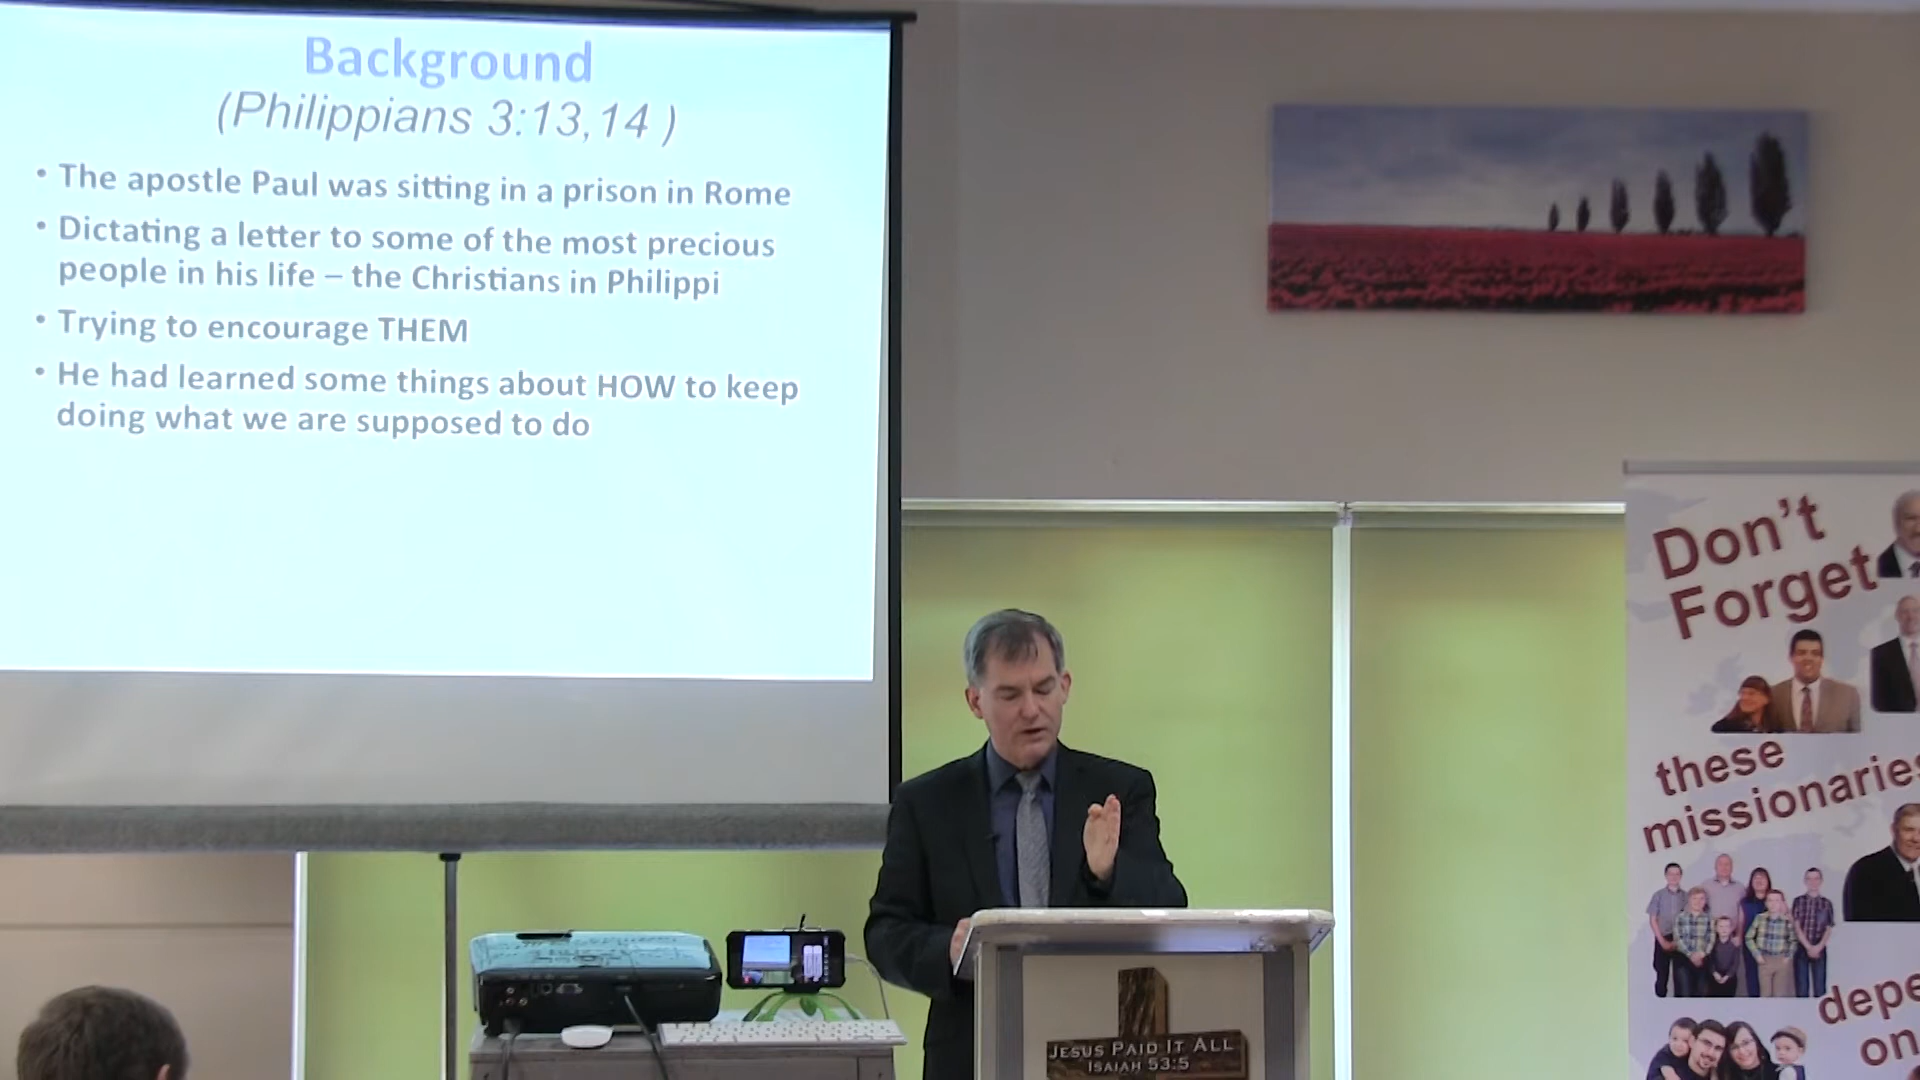 Background
(Philippians 3:13,14 )
• The apostle Paul was sitting in a prison in Rome
• Dictating a letter to some of the most precious
people in his life – the Christians in Philippi
• Trying to encourage THEM
• He had learned some things about HOW to keep
doing what we are supposed to do
Don't
Forget
these
missionaries
on
JESUS PAID IT ALL
ISAIAH 53:5